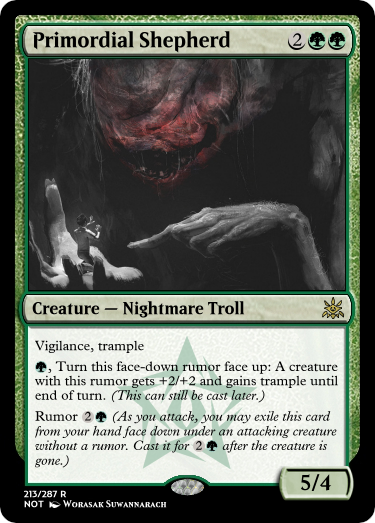 Primordial Shepherd 2
Creature — Nightmare Troll
Vigilance, trample
, Turn this face-down rumor face up: A creature
with this rumor gets +2/+2 and gains trample until
end of turn. (This can still be cast later.)
Rumor 2 (As you attack, you may exile this card
from your hand face down under an attacking creature
without a rumor. Cast it for 2 after the creature is
gone.)
5/4
213/287 R
NOT WORASAK SUWANNARACH